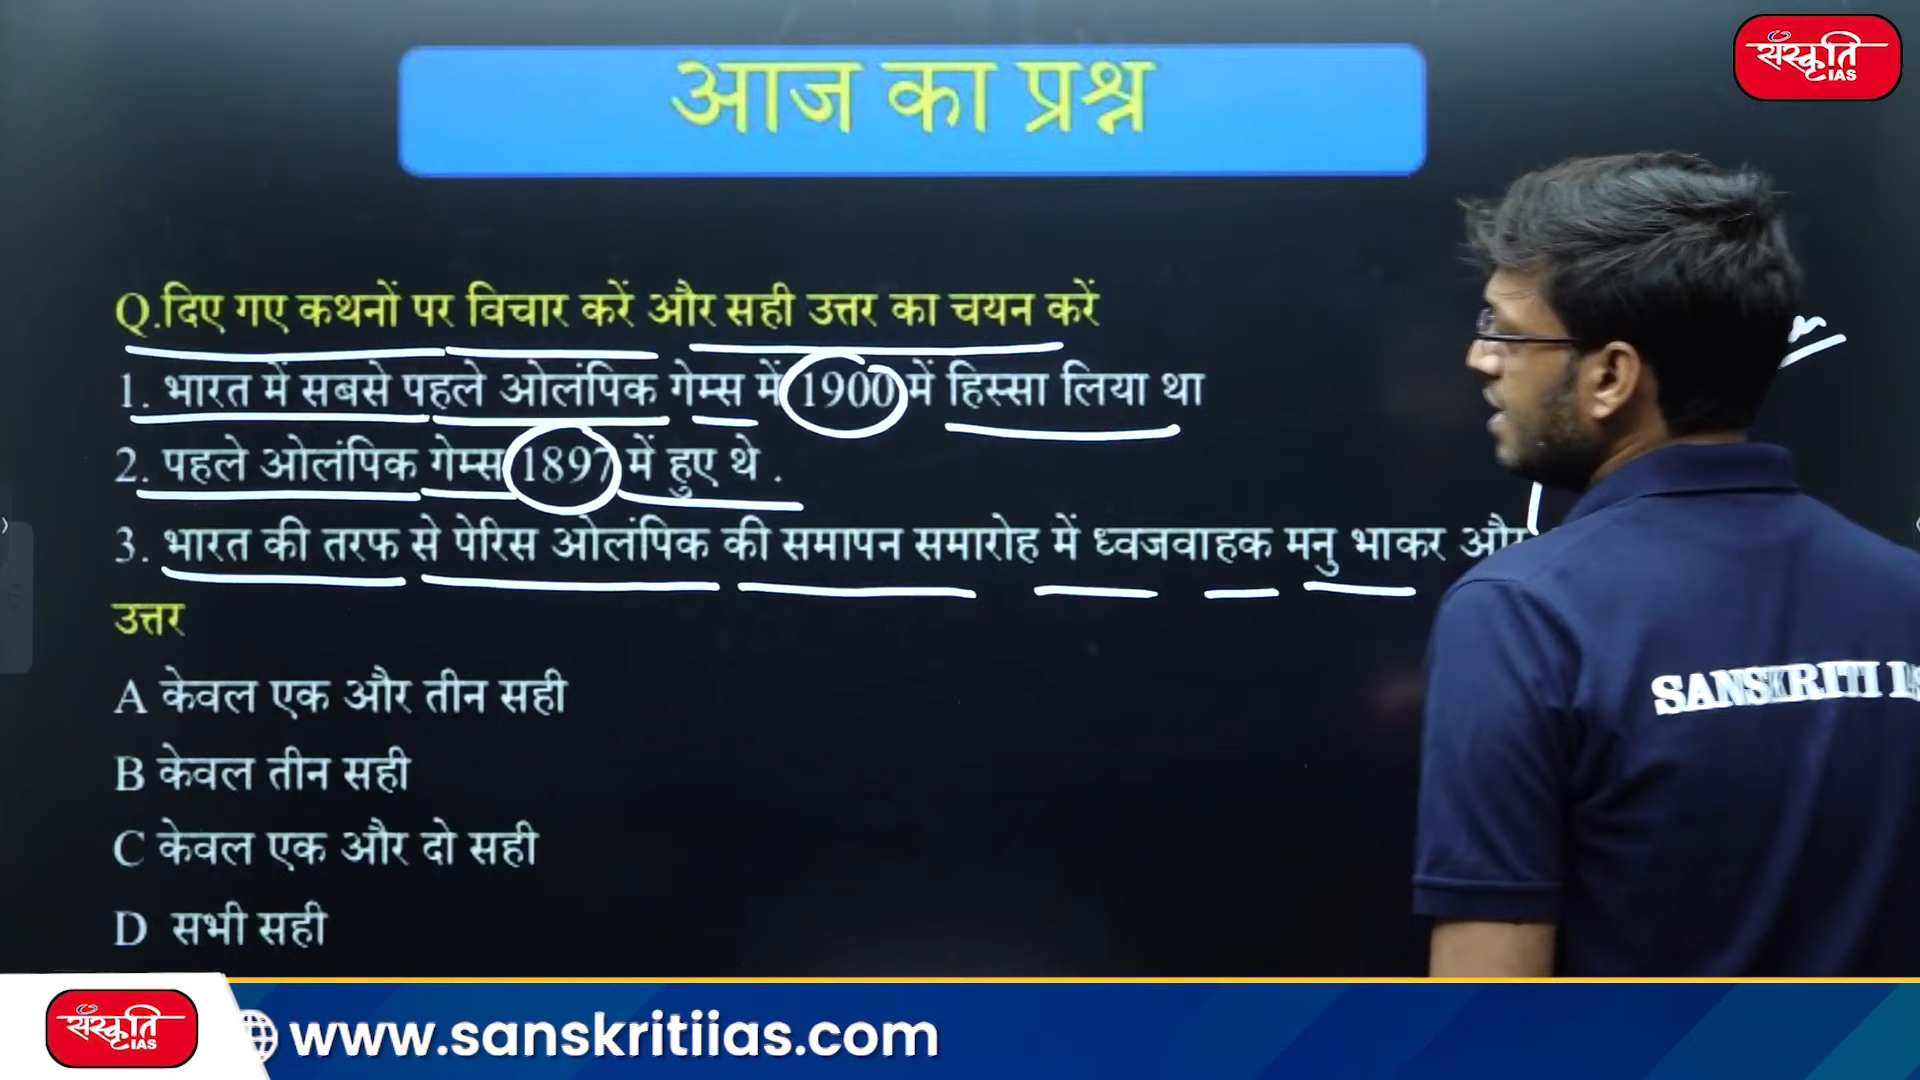 संस्कृति
IAS
आज का प्रश्न
Q.दिए गए कथनों पर विचार करें और सही उत्तर का चयन करें
1. भारत में सबसे पहले ओलंपिक गेम्स में 1900 में हिस्सा लिया था
2. पहले ओलंपिक गेम्स 1897 में हुए थे .
3. भारत की तरफ से पेरिस ओलंपिक की समापन समारोह में ध्वजवाहक मनु भाकर और
उत्तर
A केवल एक और तीन सही
B केवल तीन सही
C केवल एक और दो सही
D सभी सही
SANSKRITI
संस्कृति
IAS
www.sanskritiias.com